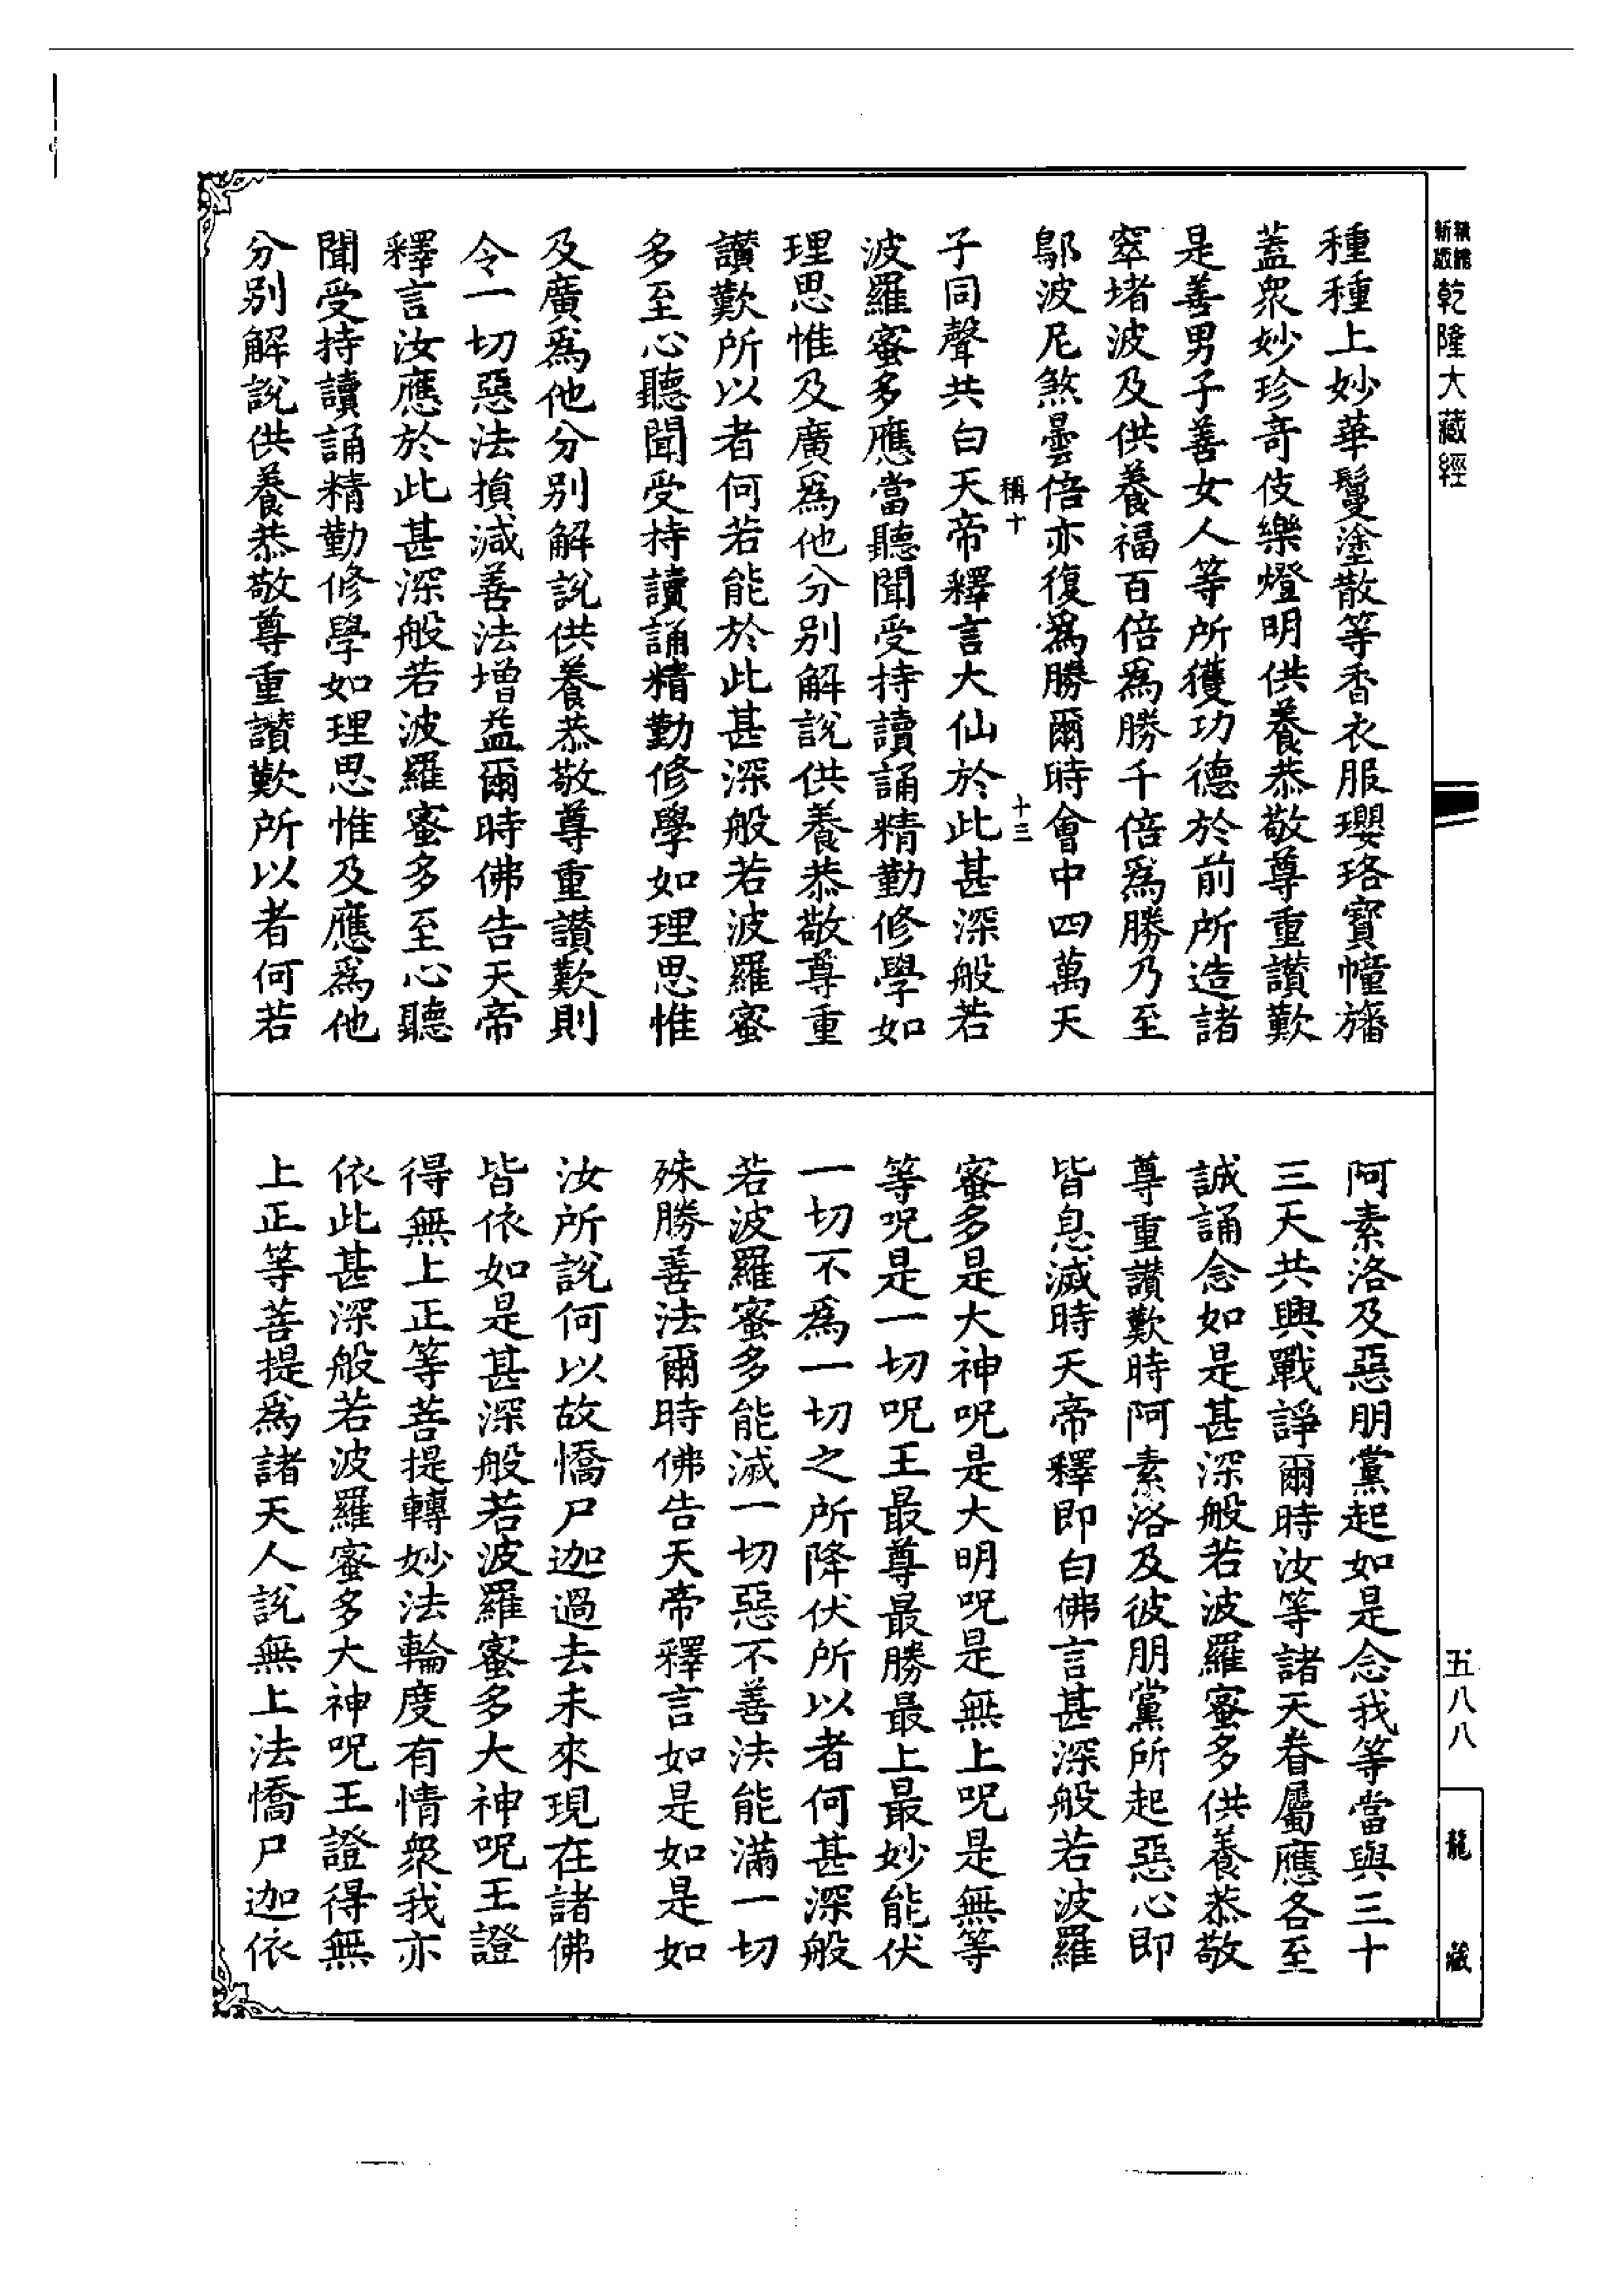 新版
乾隆大藏經
種種上妙華鬘塗散等香衣服瓔珞寶幢旛
蓋衆妙珍奇伎樂燈明供養恭敬尊重讚歎
是善男子善女人等所獲功德於前所造諸
窣堵波及供養福百倍爲勝千倍爲勝乃至
鄔波尼煞曇倍亦復爲勝爾時會中四萬天
稱十
十三
子同聲共白天帝釋言大仙於此甚深般若
波羅蜜多應當聽聞受持讀誦精勤修學如
理思惟及廣爲他分別解說供養恭敬尊重
讚歎所以者何若能於此甚深般若波羅蜜
多至心聽聞受持讀誦精勤修學如理思惟
及廣爲他分別解說供養恭敬尊重讚歎則
令一切惡法損減善法增益爾時佛告天帝
釋言汝應於此甚深般若波羅蜜多至心聽
聞受持讀誦精勤修學如理思惟及應爲他
分別解說供養恭敬尊重讚歎所以者何若
阿素洛及惡朋黨起如是念我等當與三十
三天共興戰諍爾時汝等諸天眷屬應各至
誠誦念如是甚深般若波羅蜜多供養恭敬
尊重讚歎時阿素洛及彼朋黨所起惡心即
皆息滅時天帝釋即白佛言甚深般若波羅
蜜多是大神呪是大明呪是無上呪是無等
等呪是一切呪王最尊最勝最上最妙能伏
一切不爲一切之所降伏所以者何甚深般
若波羅蜜多能滅一切惡不善法能滿一切
殊勝善法爾時佛告天帝釋言如是如是如
汝所說何以故憍尸迦過去未來現在諸佛
皆依如是甚深般若波羅蜜多大神呪王證
得無上正等菩提轉妙法輪度有情衆我亦
依此甚深般若波羅蜜多大神呪王證得無
上正等菩提爲諸天人說無上法憍尸迦依
五八八
龍藏